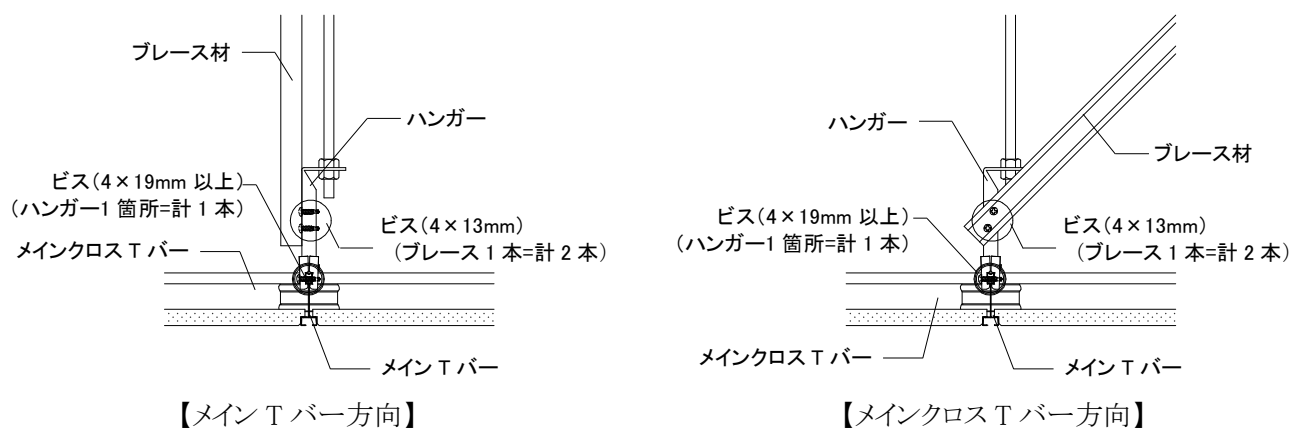 ブレース材
ハンガー
ビス(4×19mm 以上)
(ハンガー1 箇所=計 1 本)
ビス(4×13mm)
(ブレース 1 本=計 2 本)
メインクロス T バー
メイン T バー
【メイン T バー方向】
ハンガー
ブレース材
ビス(4×19mm 以上)
(ハンガー1 箇所=計 1 本)
ビス(4×13mm)
(ブレース 1 本=計 2 本)
メインクロス T バー
メイン T バー
【メインクロス T バー方向】